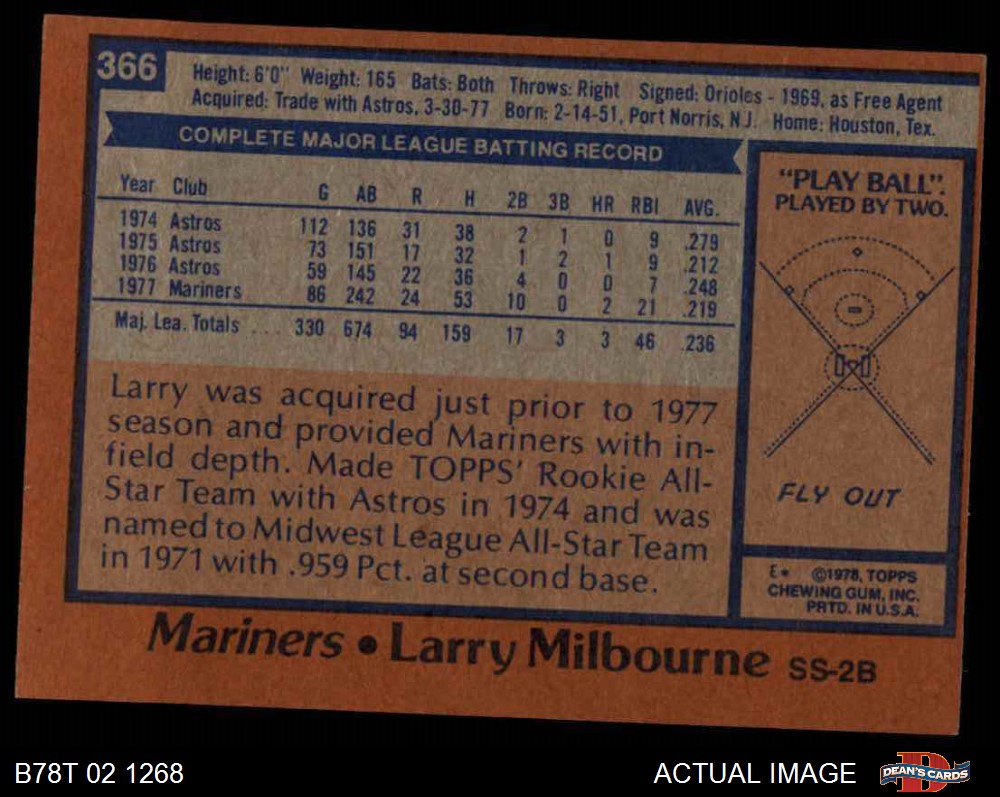 366
Height: 6'0" Weight: 165 Bats: Both Throws: Right Signed: Orioles - 1969, as Free Agent
Acquired: Trade with Astros, 3-30-77 Born: 2-14-51, Port Norris, N.J. Home: Houston, Tex.
COMPLETE MAJOR LEAGUE BATTING RECORD
Year Club G AB R H 2B 3B HR RBI AVG.
1974 Astros 112 136 31 38 2 1 0 9 .279
1975 Astros 73 151 17 32 1 2 1 9 .212
1976 Astros 59 145 22 36 4 0 0 7 .248
1977 Mariners 86 242 24 53 10 0 2 21 .219
Maj. Lea. Totals .... 330 674 94 159 17 3 3 46 .236
Larry was acquired just prior to 1977
season and provided Mariners with in-
field depth. Made TOPPS' Rookie All-
Star Team with Astros in 1974 and was
named to Midwest League All-Star Team
in 1971 with .959 Pct. at second base.
"PLAY BALL".
PLAYED BY TWO.
FLY OUT
E* ©1978, TOPPS
CHEWING GUM, INC.
PRTD. IN U.S.A.
Mariners • Larry Milbourne SS-2B
B78T 02 1268
ACTUAL IMAGE
DEAN'S CARDS